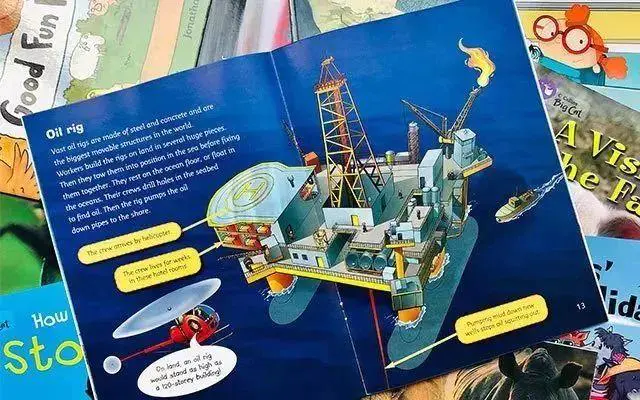 Good Fun
Jonatha
Oil rig
Vast oil rigs are made of steel and concrete and are
the biggest movable structures in the world.
Workers build the rigs on land in several huge pieces.
Then they tow them into position in the sea before fixing
them together. They rest on the ocean floor, or float in
the oceans. Their crews drill holes in the seabed
to find oil. Then the rig pumps the oil
down pipes to the shore.
The crew arrives by helicopter.
The crew lives for weeks
in these hotel rooms.
On land, an oil rig
would stand as high as
a 120-storey building!
Pumping mud down new
wells stops oil squirting out.
13
H
Collins
Big Cat
A Vis
the Fa
How
Sto
s'
lida